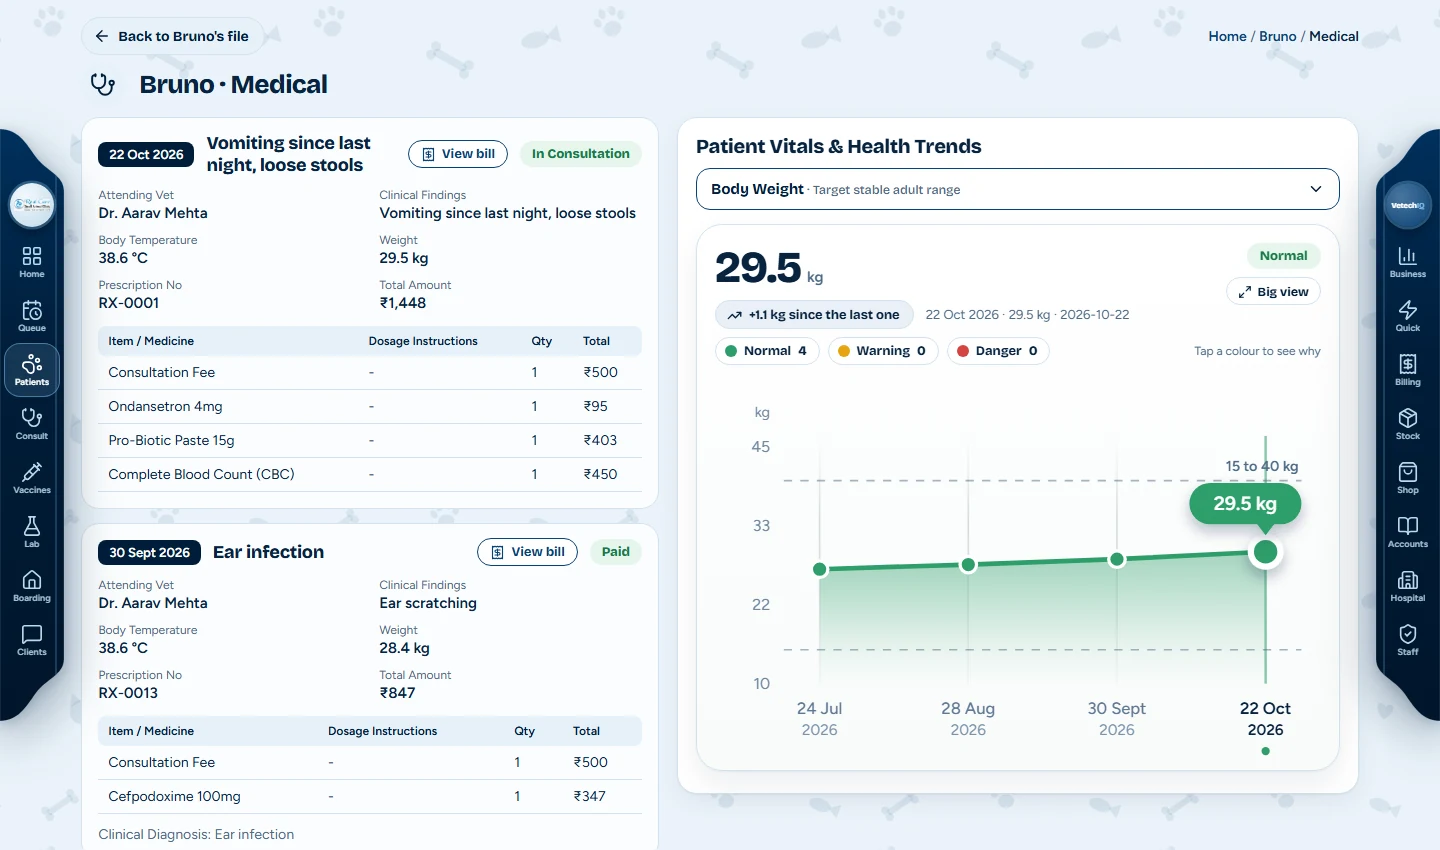 Back to Bruno's file
Home / Bruno / Medical
Bruno · Medical
22 Oct 2026
Vomiting since last
night, loose stools
View bill
In Consultation
Attending Vet
Dr. Aarav Mehta
Clinical Findings
Vomiting since last night, loose stools
Body Temperature
38.6 °C
Weight
29.5 kg
Prescription No
RX-0001
Total Amount
₹1,448
Item / Medicine Dosage Instructions Qty Total
Consultation Fee - 1 ₹500
Ondansetron 4mg - 1 ₹95
Pro-Biotic Paste 15g - 1 ₹403
Complete Blood Count (CBC) - 1 ₹450
30 Sept 2026
Ear infection
View bill
Paid
Attending Vet
Dr. Aarav Mehta
Clinical Findings
Ear scratching
Body Temperature
38.6 °C
Weight
28.4 kg
Prescription No
RX-0013
Total Amount
₹847
Item / Medicine Dosage Instructions Qty Total
Consultation Fee - 1 ₹500
Cefpodoxime 100mg - 1 ₹347
Clinical Diagnosis: Ear infection
Patient Vitals & Health Trends
Body Weight · Target stable adult range
29.5 kg
Normal
Big view
+1.1 kg since the last one
22 Oct 2026 · 29.5 kg · 2026-10-22
Normal 4
Warning 0
Danger 0
Tap a colour to see why
kg
45
15 to 40 kg
29.5 kg
33
22
10
24 Jul
2026
28 Aug
2026
30 Sept
2026
22 Oct
2026
Home
Queue
Patients
Consult
Vaccines
Lab
Boarding
Clients
VetechIQ
Business
Quick
Billing
Stock
Shop
Accounts
Hospital
Staff